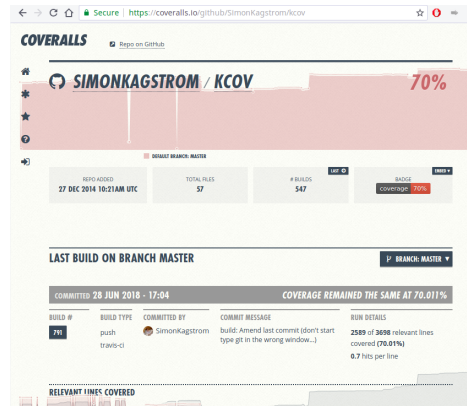 Secure | https://coveralls.io/github/SimonKagstrom/kcov
COVERALLS
Repo on GitHub
SIMONKAGSTROM / KCOV
70%
DEFAULT BRANCH: MASTER
REPO ADDED
27 DEC 2014 10:21AM UTC
TOTAL FILES
57
LAST
# BUILDS
547
EMBED
BADGE
coverage 70%
LAST BUILD ON BRANCH MASTER
BRANCH: MASTER
COMMITTED 28 JUN 2018 - 17:04
COVERAGE REMAINED THE SAME AT 70.011%
BUILD #
791
BUILD TYPE
push
travis-ci
COMMITTED BY
SimonKagstrom
COMMIT MESSAGE
build: Amend last commit (don't start
type git in the wrong window...)
RUN DETAILS
2589 of 3698 relevant lines
covered (70.01%)
0.7 hits per line
RELEVANT LINES COVERED